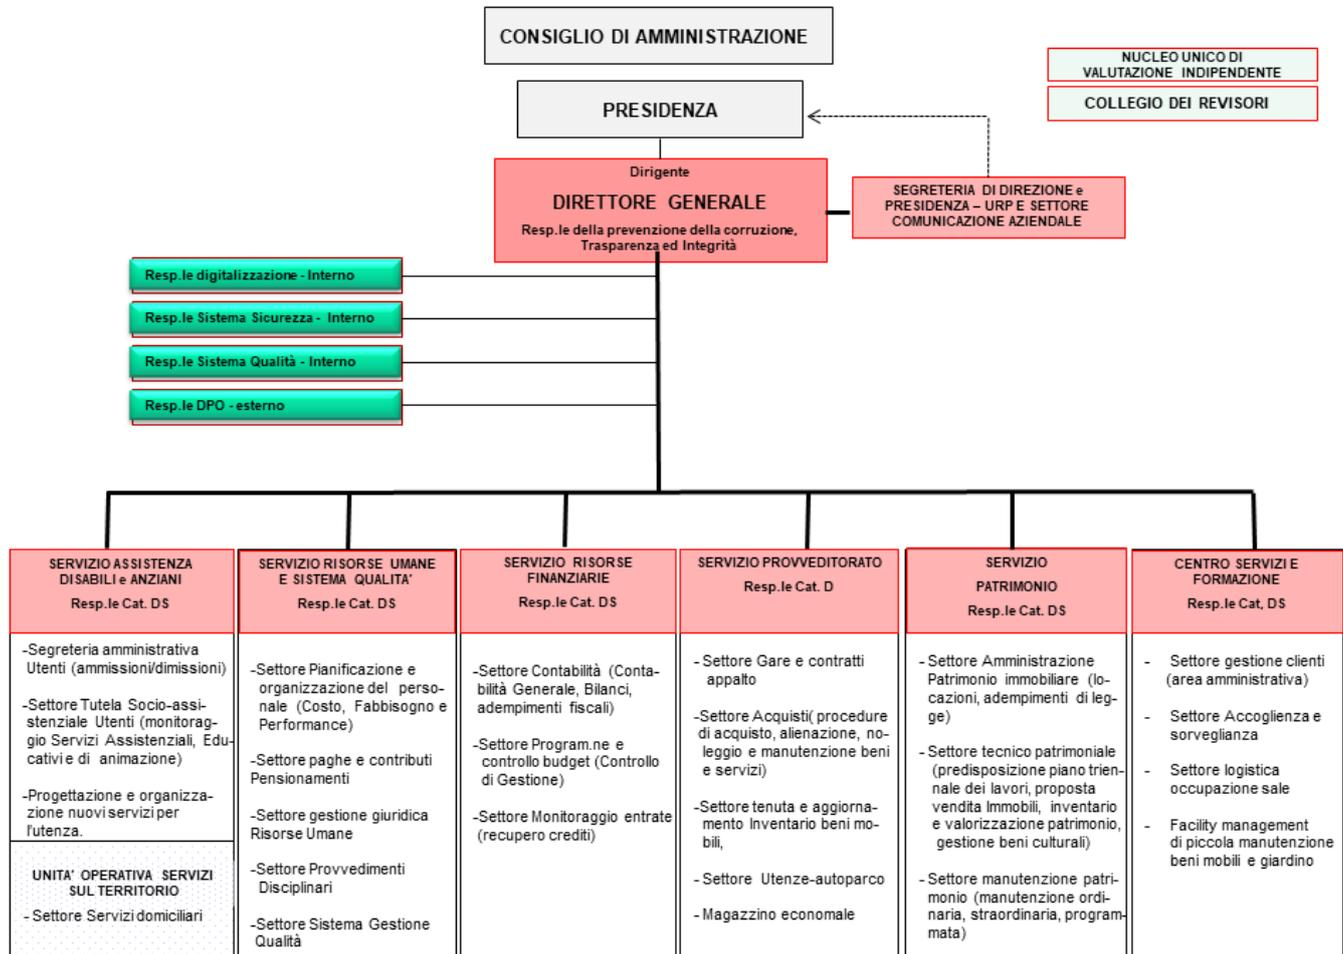 CONSIGLIO DI AMMINISTRAZIONE
NUCLEO UNICO DI
VALUTAZIONE INDIPENDENTE
COLLEGIO DEI REVISORI
PRESIDENZA
Dirigente
DIRETTORE GENERALE
Resp.le della prevenzione della corruzione,
Trasparenza ed Integrità
SEGRETERIA DI DIREZIONE e
PRESIDENZA – URP E SETTORE
COMUNICAZIONE AZIENDALE
Resp.le digitalizzazione - Interno
Resp.le Sistema Sicurezza - Interno
Resp.le Sistema Qualità - Interno
Resp.le DPO - esterno
SERVIZIO ASSISTENZA
DISABILI e ANZIANI
Resp.le Cat. DS
-Segreteria amministrativa
Utenti (ammissioni/dimissioni)
-Settore Tutela Socio-assi-
stenziale Utenti (monitorag-
gio Servizi Assistenziali, Edu-
cativi e di animazione)
-Progettazione e organizza-
zione nuovi servizi per
l'utenza.
UNITA' OPERATIVA SERVIZI
SUL TERRITORIO
- Settore Servizi domiciliari
SERVIZIO RISORSE UMANE
E SISTEMA QUALITA'
Resp.le Cat. DS
-Settore Pianificazione e
organizzazione del perso-
nale (Costo, Fabbisogno e
Performance)
-Settore paghe e contributi
Pensionamenti
-Settore gestione giuridica
Risorse Umane
-Settore Provvedimenti
Disciplinari
-Settore Sistema Gestione
Qualità
SERVIZIO RISORSE
FINANZIARIE
Resp.le Cat. DS
-Settore Contabilità (Conta-
bilità Generale, Bilanci,
adempimenti fiscali)
-Settore Program.ne e
controllo budget (Controllo
di Gestione)
-Settore Monitoraggio entrate
(recupero crediti)
SERVIZIO PROVVEDITORATO
Resp.le Cat. D
- Settore Gare e contratti
appalto
-Settore Acquisti( procedure
di acquisto, alienazione, no-
leggio e manutenzione beni
e servizi)
-Settore tenuta e aggiorna-
mento Inventario beni mo-
bili,
- Settore Utenze-autoparco
- Magazzino economale
SERVIZIO
PATRIMONIO
Resp.le Cat. DS
- Settore Amministrazione
Patrimonio immobiliare (lo-
cazioni, adempimenti di leg-
ge)
- Settore tecnico patrimoniale
(predisposizione piano trien-
nale dei lavori, proposta
vendita Immobili, inventario
e valorizzazione patrimonio,
gestione beni culturali)
- Settore manutenzione patri-
monio (manutenzione ordi-
naria, straordinaria, program-
mata)
CENTRO SERVIZI E
FORMAZIONE
Resp.le Cat, DS
- Settore gestione clienti
(area amministrativa)
- Settore Accoglienza e
sorveglianza
- Settore logistica
occupazione sale
- Facility management
di piccola manutenzione
beni mobili e giardino